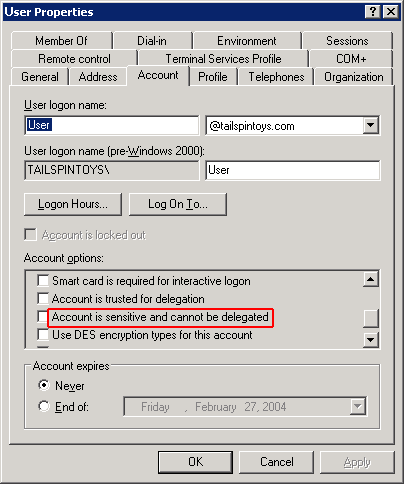 User Properties
Member Of Dial-in Environment Sessions
Remote control Terminal Services Profile COM+
General Address Account Profile Telephones Organization
User logon name:
User @tailspintoys.com
User logon name (pre-Windows 2000):
TAILSPINTOYS\ User
Logon Hours... Log On To...
Account is locked out
Account options:
Smart card is required for interactive logon
Account is trusted for delegation
Account is sensitive and cannot be delegated
Use DES encryption types for this account
Account expires
Never
End of: Friday , February 27, 2004
OK Cancel Apply